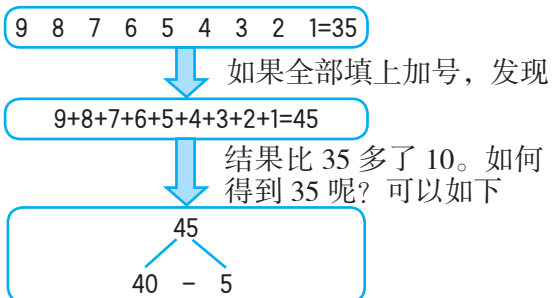 9 8 7 6 5 4 3 2 1=35
如果全部填上加号，发现
9+8+7+6+5+4+3+2+1=45
结果比 35 多了 10。如何
得到 35 呢？可以如下
45
40 － 5